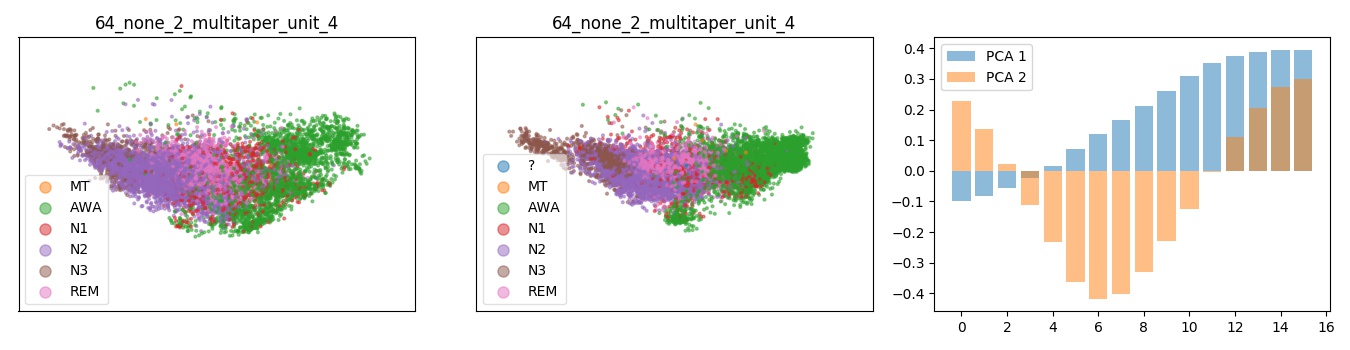 64_none_2_multitaper_unit_4
MT
AWA
N1
N2
N3
REM
64_none_2_multitaper_unit_4
?
MT
AWA
N1
N2
N3
REM
PCA 1
PCA 2
0.4
0.3
0.2
0.1
0.0
−0.1
−0.2
−0.3
−0.4
0
2
4
6
8
10
12
14
16